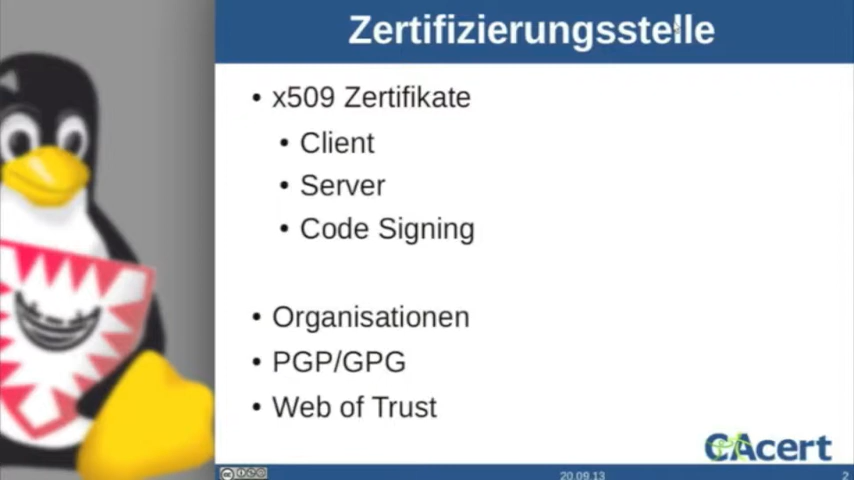 Zertifizierungsstelle
• x509 Zertifikate
• Client
• Server
• Code Signing
• Organisationen
• PGP/GPG
• Web of Trust
CAcert
20.09.13
2